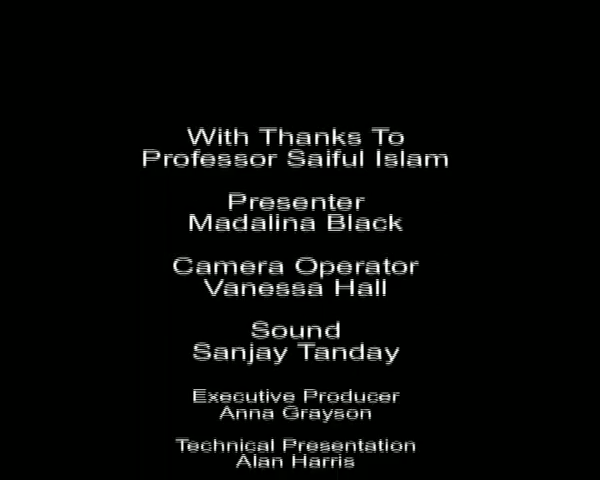 With Thanks To
Professor Saiful Islam
Presenter
Madalina Black
Camera Operator
Vanessa Hall
Sound
Sanjay Tanday
Executive Producer
Anna Grayson
Technical Presentation
Alan Harris